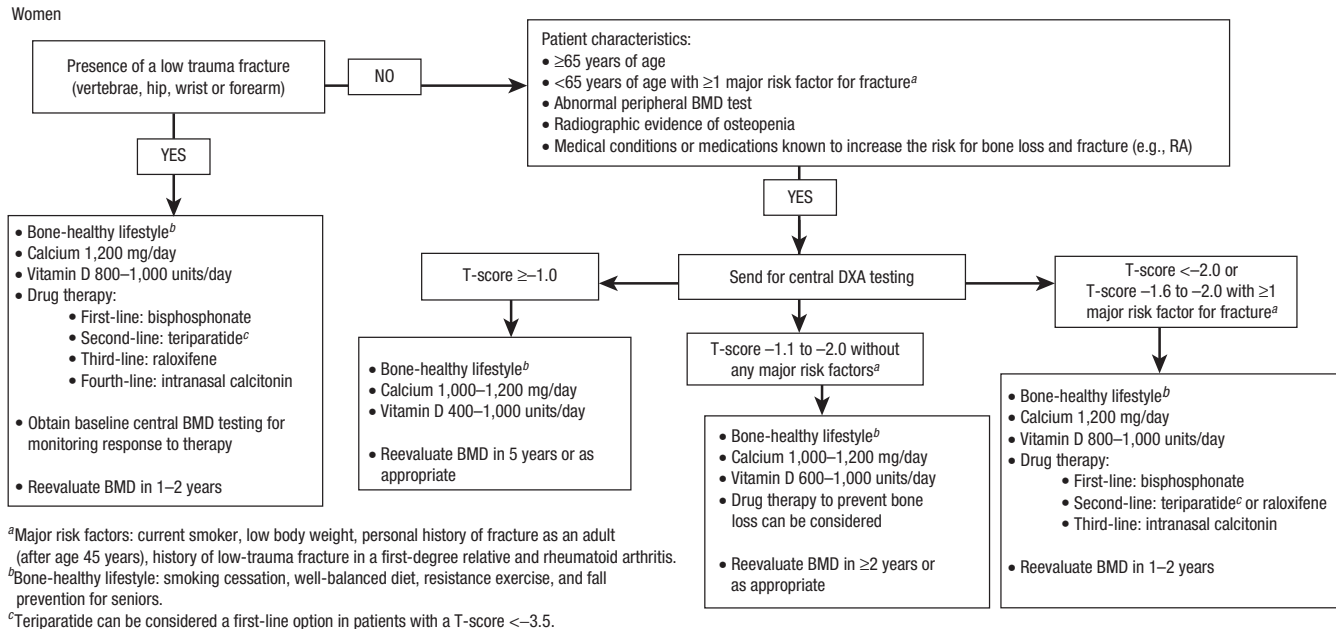 Women
Presence of a low trauma fracture
(vertebrae, hip, wrist or forearm)
NO
Patient characteristics:
• ≥65 years of age
• <65 years of age with ≥1 major risk factor for fractureᵃ
• Abnormal peripheral BMD test
• Radiographic evidence of osteopenia
• Medical conditions or medications known to increase the risk for bone loss and fracture (e.g., RA)
YES
• Bone-healthy lifestyleᵇ
• Calcium 1,200 mg/day
• Vitamin D 800–1,000 units/day
• Drug therapy:
• First-line: bisphosphonate
• Second-line: teriparatideᶜ
• Third-line: raloxifene
• Fourth-line: intranasal calcitonin
• Obtain baseline central BMD testing for
monitoring response to therapy
• Reevaluate BMD in 1–2 years
YES
Send for central DXA testing
T-score ≥–1.0
• Bone-healthy lifestyleᵇ
• Calcium 1,000–1,200 mg/day
• Vitamin D 400–1,000 units/day
• Reevaluate BMD in 5 years or as
appropriate
T-score –1.1 to –2.0 without
any major risk factorsᵃ
• Bone-healthy lifestyleᵇ
• Calcium 1,000–1,200 mg/day
• Vitamin D 600–1,000 units/day
• Drug therapy to prevent bone
loss can be considered
• Reevaluate BMD in ≥2 years or
as appropriate
T-score <–2.0 or
T-score –1.6 to –2.0 with ≥1
major risk factor for fractureᵃ
• Bone-healthy lifestyleᵇ
• Calcium 1,200 mg/day
• Vitamin D 800–1,000 units/day
• Drug therapy:
• First-line: bisphosphonate
• Second-line: teriparatideᶜ or raloxifene
• Third-line: intranasal calcitonin
• Reevaluate BMD in 1–2 years
ᵃMajor risk factors: current smoker, low body weight, personal history of fracture as an adult
(after age 45 years), history of low-trauma fracture in a first-degree relative and rheumatoid arthritis.
ᵇBone-healthy lifestyle: smoking cessation, well-balanced diet, resistance exercise, and fall
prevention for seniors.
ᶜTeriparatide can be considered a first-line option in patients with a T-score <–3.5.